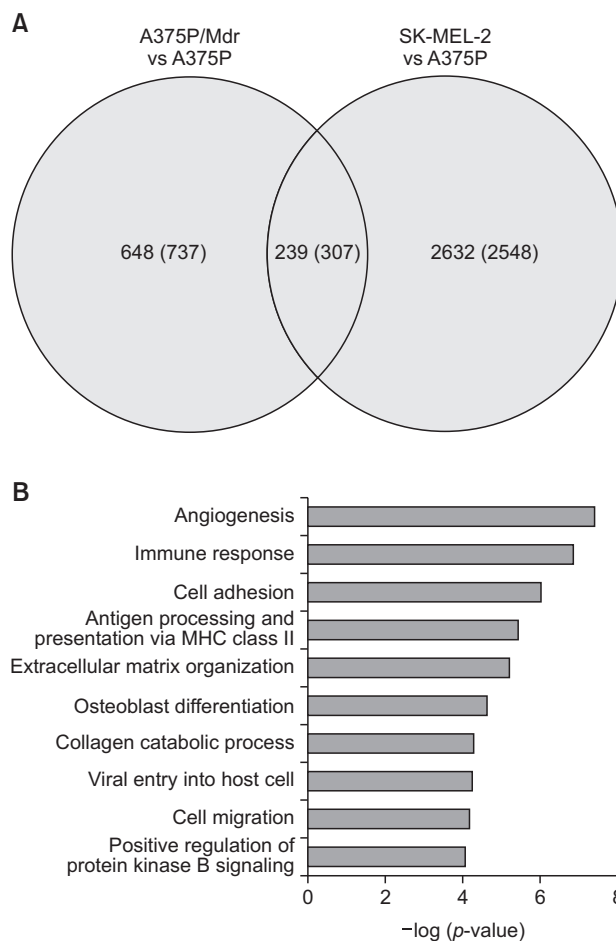 A
A375P/Mdr
vs A375P
SK-MEL-2
vs A375P
648 (737)
239 (307)
2632 (2548)
B
Angiogenesis
Immune response
Cell adhesion
Antigen processing and
presentation via MHC class II
Extracellular matrix organization
Osteoblast differentiation
Collagen catabolic process
Viral entry into host cell
Cell migration
Positive regulation of
protein kinase B signaling
0 2 4 6 8
−log (p-value)